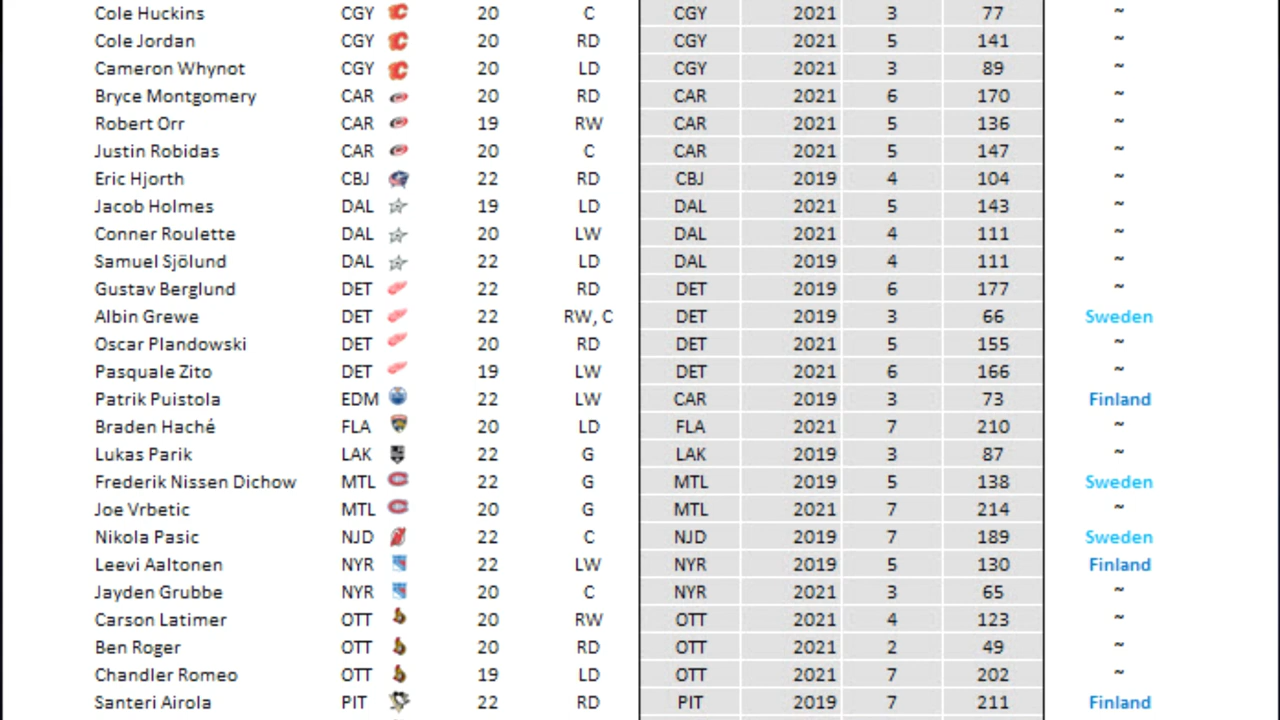 Cole Huckins CGY 20 C CGY 2021 3 77 ~
Cole Jordan CGY 20 RD CGY 2021 5 141 ~
Cameron Whynot CGY 20 LD CGY 2021 3 89 ~
Bryce Montgomery CAR 20 RD CAR 2021 6 170 ~
Robert Orr CAR 19 RW CAR 2021 5 136 ~
Justin Robidas CAR 20 C CAR 2021 5 147 ~
Eric Hjorth CBJ 22 RD CBJ 2019 4 104 ~
Jacob Holmes DAL 19 LD DAL 2021 5 143 ~
Conner Roulette DAL 20 LW DAL 2021 4 111 ~
Samuel Sjölund DAL 22 LD DAL 2019 4 111 ~
Gustav Berglund DET 22 RD DET 2019 6 177 ~
Albin Grewe DET 22 RW, C DET 2019 3 66 Sweden
Oscar Plandowski DET 20 RD DET 2021 5 155 ~
Pasquale Zito DET 19 LW DET 2021 6 166 ~
Patrik Puistola EDM 22 LW CAR 2019 3 73 Finland
Braden Haché FLA 20 LD FLA 2021 7 210 ~
Lukas Parik LAK 22 G LAK 2019 3 87 ~
Frederik Nissen Dichow MTL 22 G MTL 2019 5 138 Sweden
Joe Vrbetic MTL 20 G MTL 2021 7 214 ~
Nikola Pasic NJD 22 C NJD 2019 7 189 Sweden
Leevi Aaltonen NYR 22 LW NYR 2019 5 130 Finland
Jayden Grubbe NYR 20 C NYR 2021 3 65 ~
Carson Latimer OTT 20 RW OTT 2021 4 123 ~
Ben Roger OTT 20 RD OTT 2021 2 49 ~
Chandler Romeo OTT 19 LD OTT 2021 7 202 ~
Santeri Airola PIT 22 RD PIT 2019 7 211 Finland